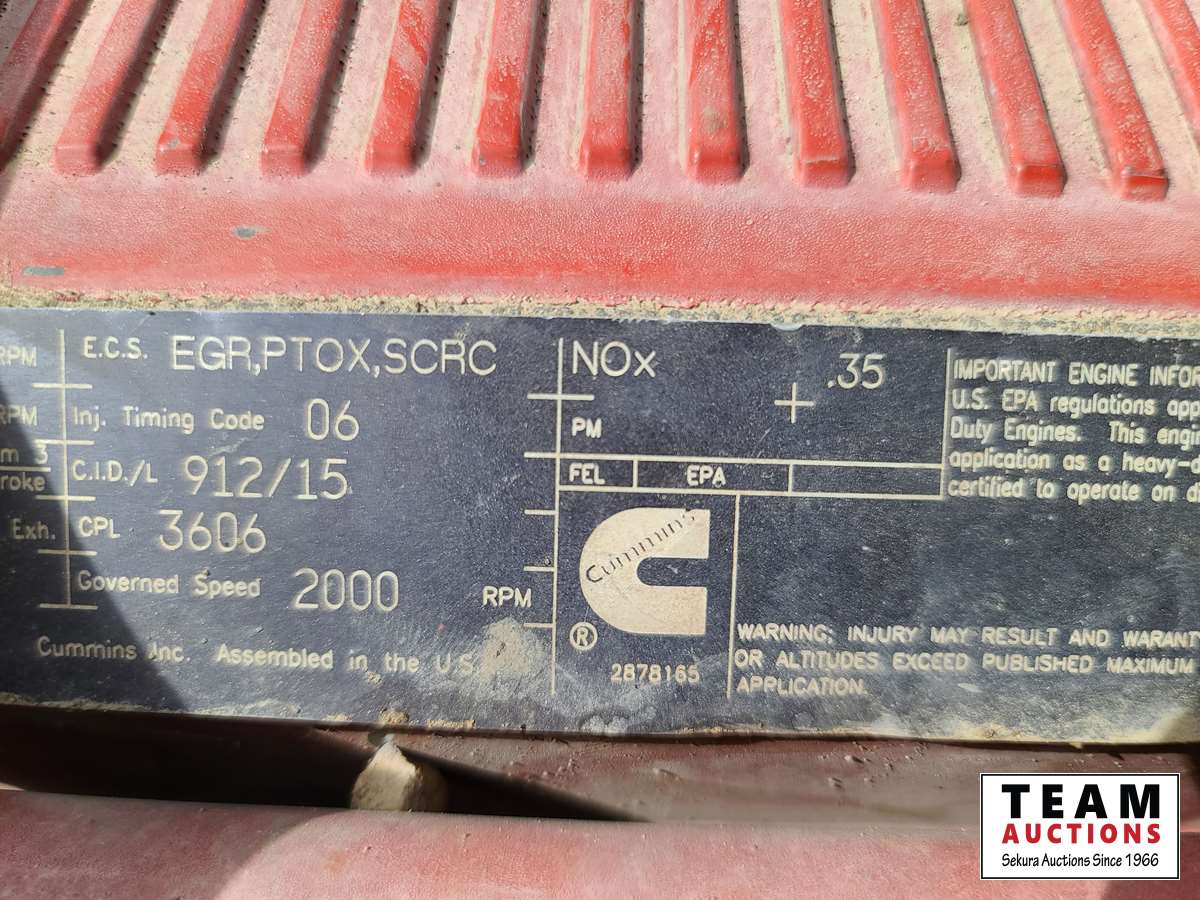 RPM E.C.S. EGR,PTOX,SCRC NOx .35
RPM Inj. Timing Code 06 PM
C.I.D./L 912/15 FEL EPA
Exh. CPL 3606
Governed Speed 2000 RPM
Cummins Inc. Assembled in the U.S.
Cummins
®
2878165
IMPORTANT ENGINE INFOR
U.S. EPA regulations app
Duty Engines. This engi
application as a heavy-d
certified to operate on di
WARNING: INJURY MAY RESULT AND WARANT
OR ALTITUDES EXCEED PUBLISHED MAXIMUM
APPLICATION.
TEAM
AUCTIONS
Sekura Auctions Since 1966